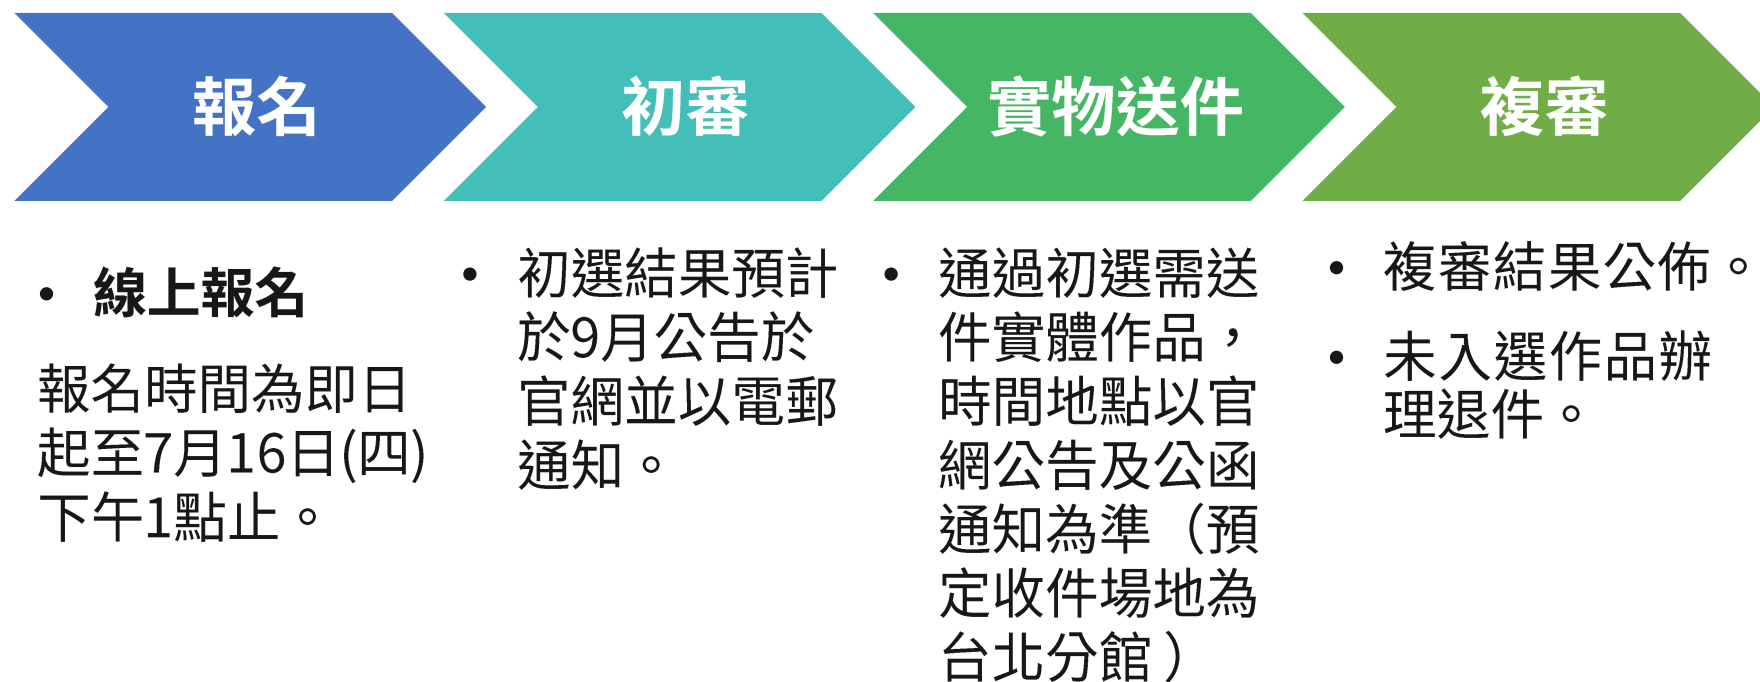 報名
初審
實物送件
複審
• 線上報名
報名時間為即日
起至7月16日(四)
下午1點止。
• 初選結果預計
於9月公告於
官網並以電郵
通知。
• 通過初選需送
件實體作品，
時間地點以官
網公告及公函
通知為準（預
定收件場地為
台北分館）
• 複審結果公佈。
• 未入選作品辦
理退件。